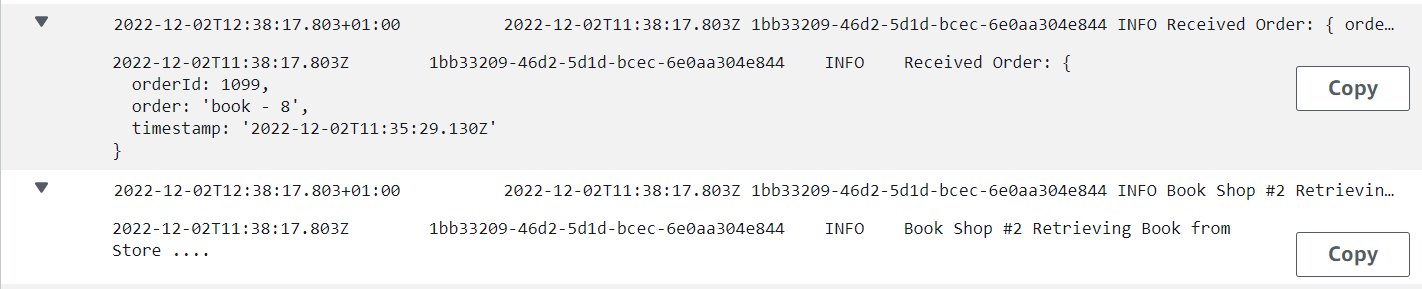 2022-12-02T12:38:17.803+01:00 2022-12-02T11:38:17.803Z 1bb33209-46d2-5d1d-bcec-6e0aa304e844 INFO Received Order: { orde…
2022-12-02T11:38:17.803Z 1bb33209-46d2-5d1d-bcec-6e0aa304e844 INFO Received Order: {
orderId: 1099,
Copy
order: 'book - 8',
timestamp: '2022-12-02T11:35:29.130Z'
}
2022-12-02T12:38:17.803+01:00 2022-12-02T11:38:17.803Z 1bb33209-46d2-5d1d-bcec-6e0aa304e844 INFO Book Shop #2 Retrievin…
2022-12-02T11:38:17.803Z 1bb33209-46d2-5d1d-bcec-6e0aa304e844 INFO Book Shop #2 Retrieving Book from
Store ....
Copy